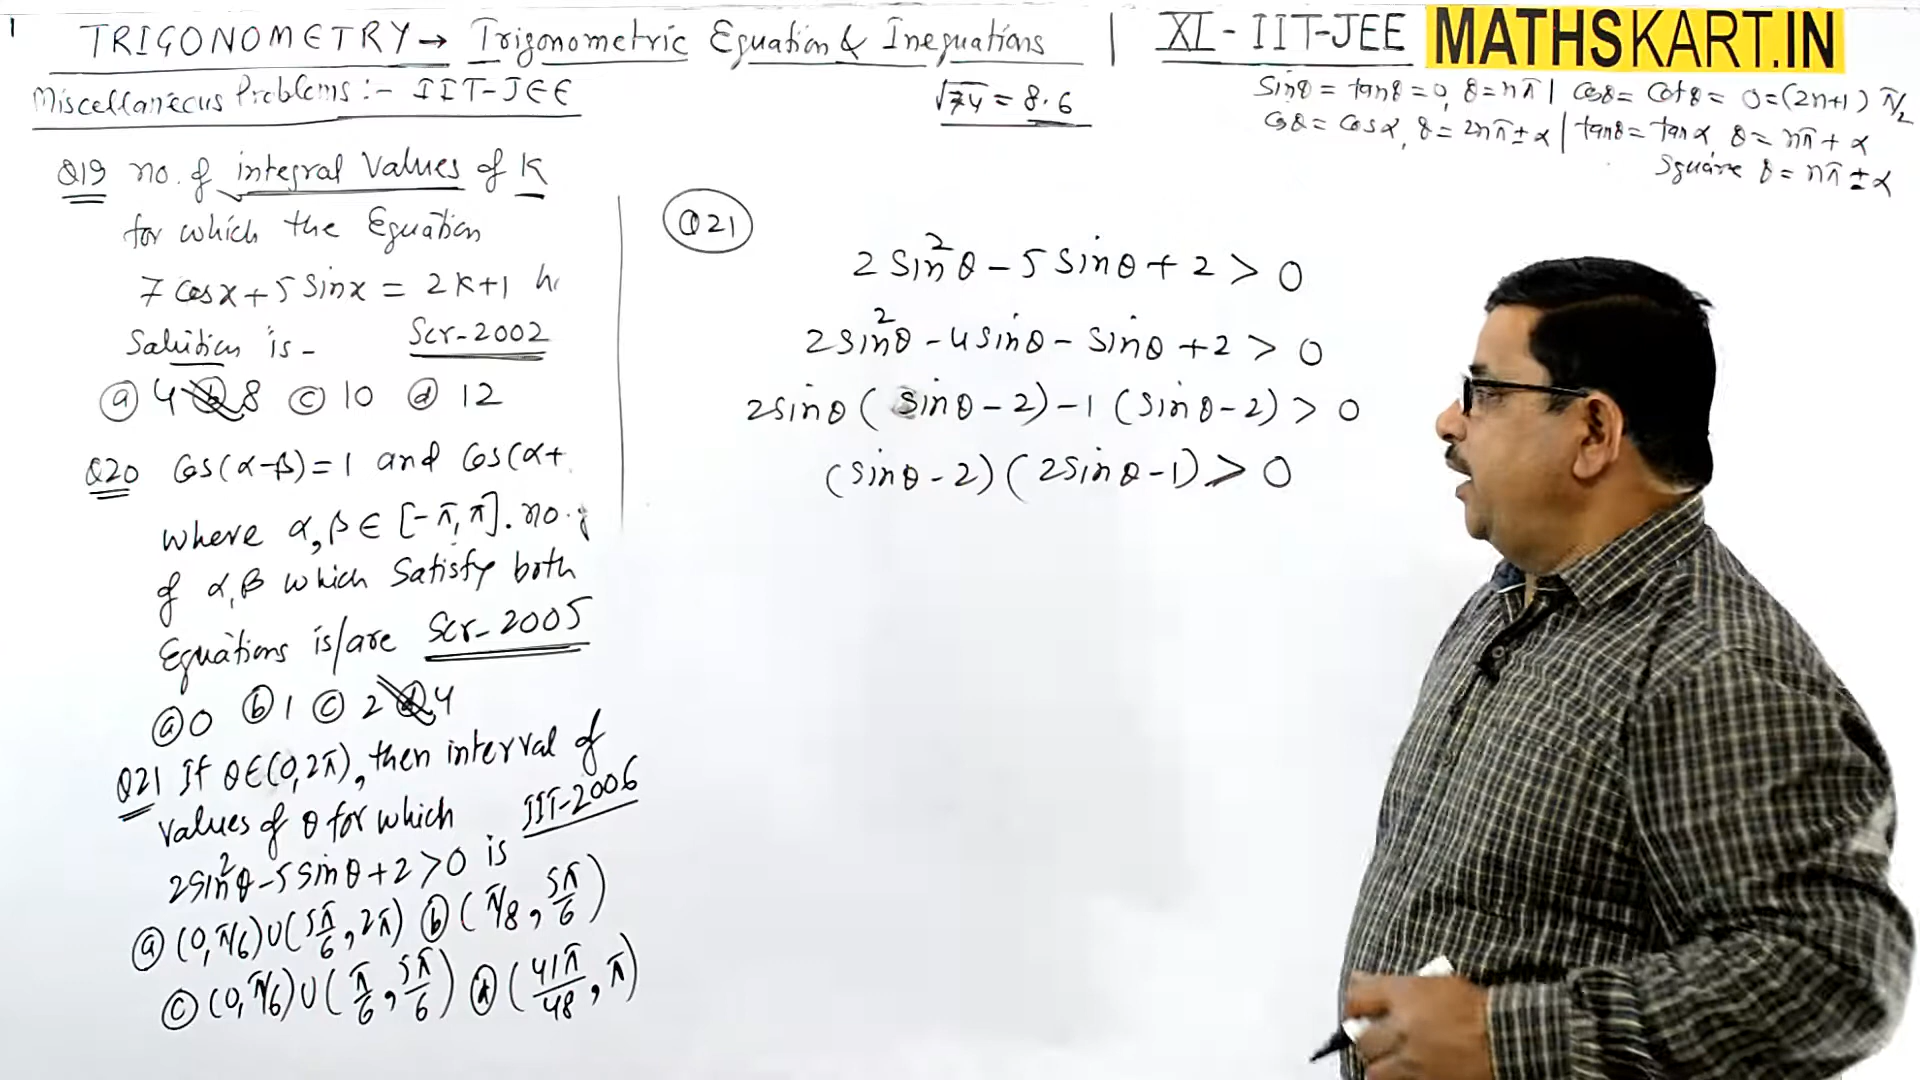 1
TRIGONOMETRY → Trigonometric Equation & Inequations | XI - IIT-JEE
MATHSKART.IN
Miscellaneous Problems :- IIT-JEE
√74 = 8.6
Sinθ = tanθ = 0, θ = nπ | cosθ = cotθ = 0 = (2n+1) π/2
cosθ = cosα, θ = 2nπ ± α | tanθ = tanα, θ = nπ + α
Square θ = nπ ± α
Q19 no. of integral Values of K
for which the Equation
7 cosx + 5 sinx = 2K+1 h
Solution is - Scr-2002
(a) 4 (b) 8 (c) 10 (d) 12
Q20 Cos(α-β) = 1 and Cos(α+
where α, β ∈ [-π, π]. no.
of α, β which Satisfy both
Equations is/are Scr-2005
(a) 0 (b) 1 (c) 2 (d) 4
Q21 If θ∈(0, 2π), then interval of
values of θ for which IIT-2006
2sin²θ - 5 sinθ + 2 > 0 is
(a) (0, π/6) ∪ (5π/6, 2π) (b) (π/8, 5π/6)
(c) (0, π/6) ∪ (π/6, 5π/6) (d) (41π/48, π)
Q21
2 Sin²θ - 5 Sinθ + 2 > 0
2sin²θ - 4sinθ - sinθ + 2 > 0
2sinθ (sinθ - 2) - 1 (sinθ - 2) > 0
(sinθ - 2) (2sinθ - 1) > 0